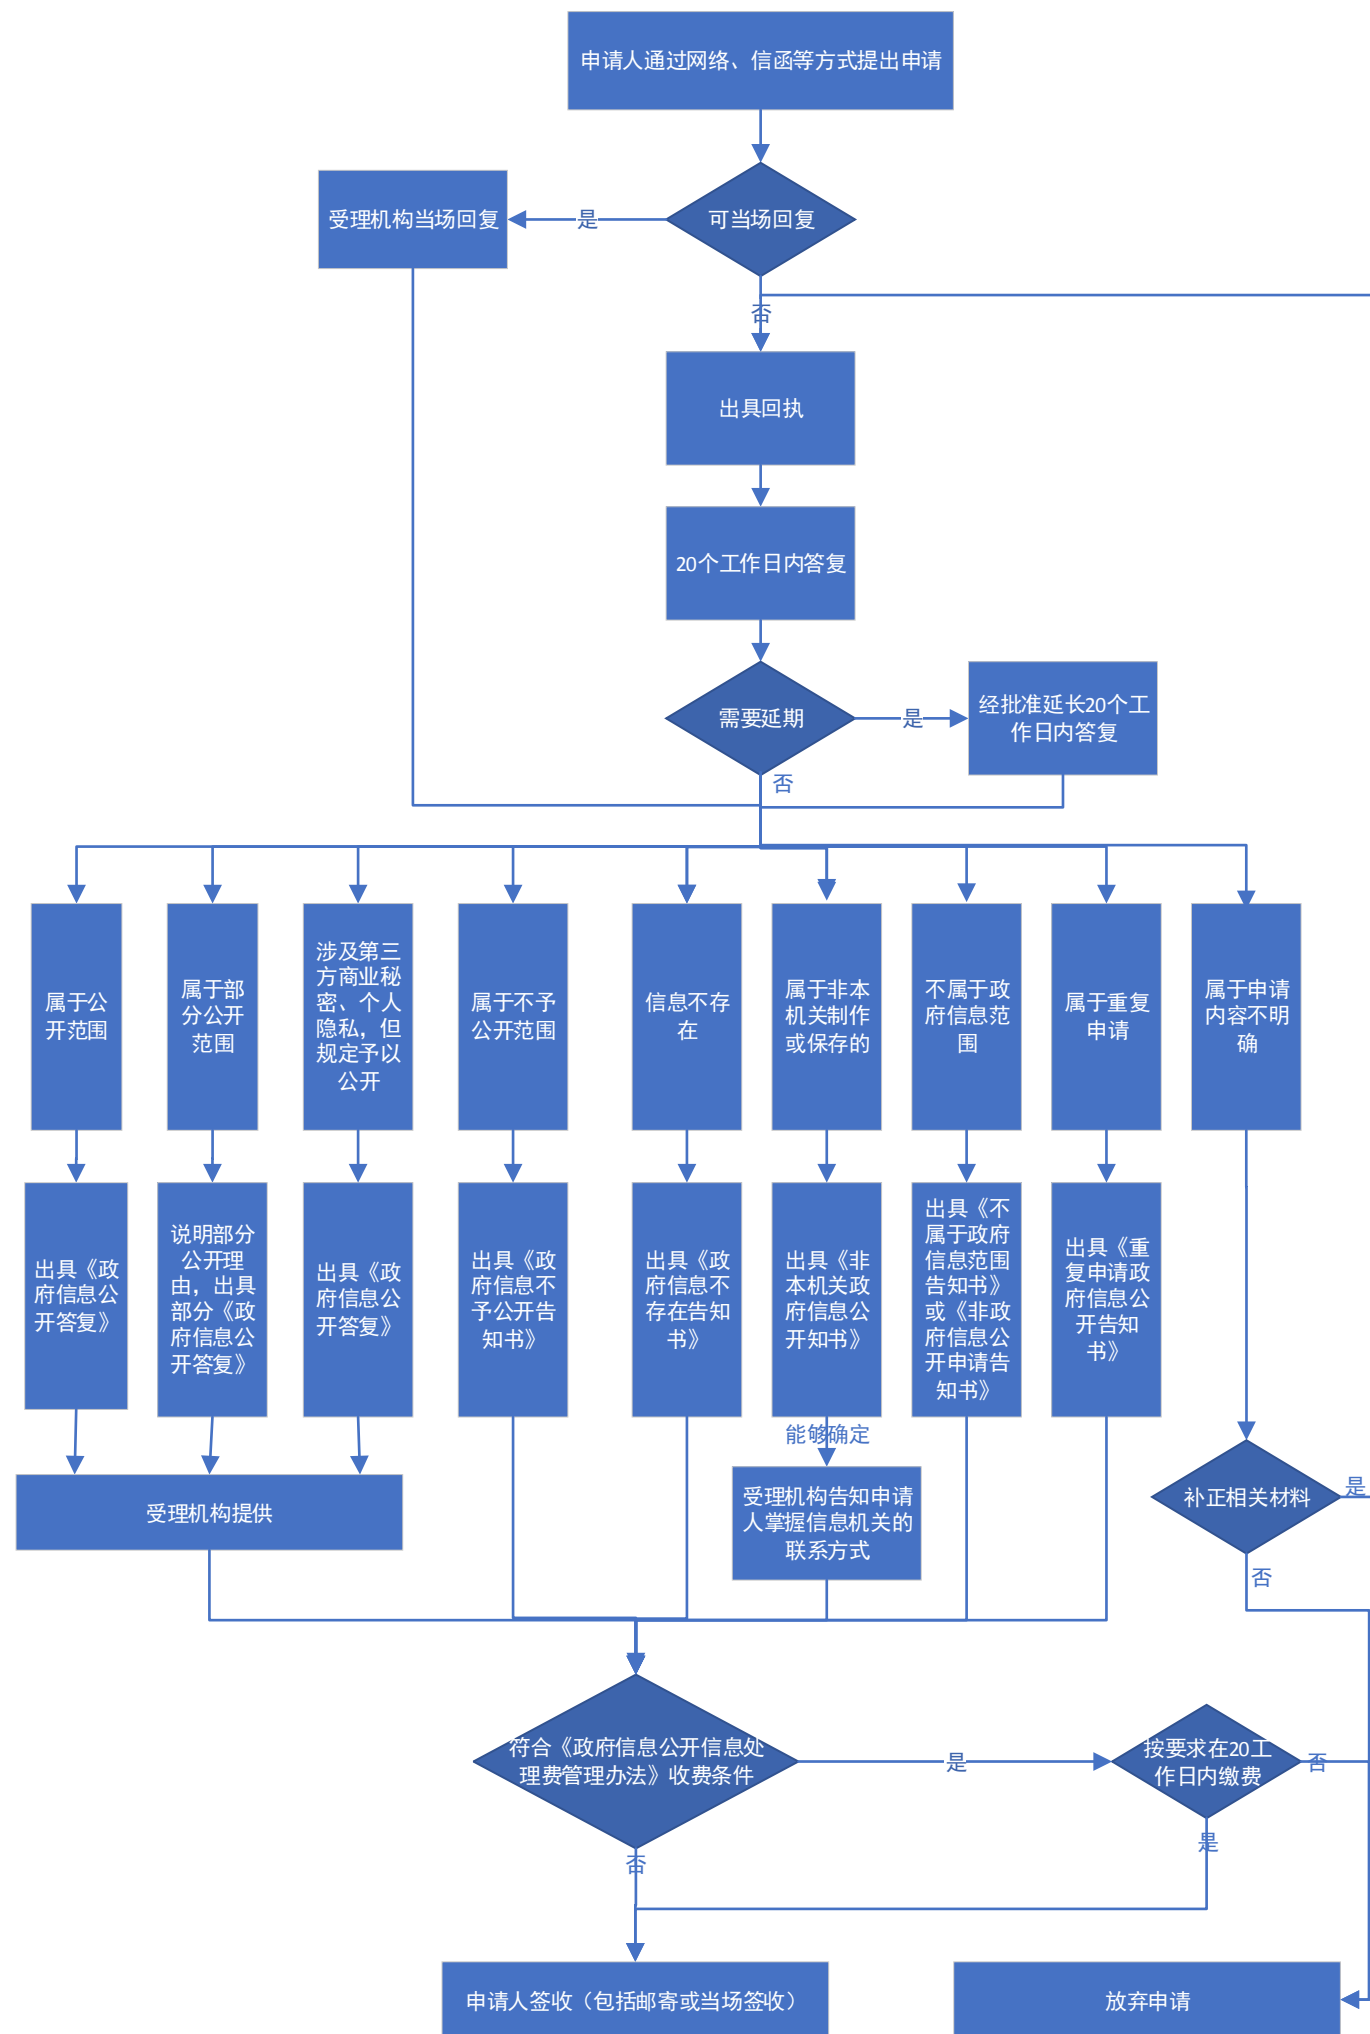 申请人通过网络、信函等方式提出申请
受理机构当场回复
是
可当场回复
否
出具回执
20个工作日内答复
需要延期
是
经批准延长20个工
作日内答复
否
属于公
开范围
属于部
分公开
范围
涉及第三
方商业秘
密、个人
隐私，但
规定予以
公开
属于不予
公开范围
信息不存
在
属于非本
机关制作
或保存的
不属于政
府信息范
围
属于重复
申请
属于申请
内容不明
确
出具《政
府信息公
开答复》
说明部分
公开理
由，出具
部分《政
府信息公
开答复》
出具《政
府信息公
开答复》
出具《政
府信息不
予公开告
知书》
出具《政
府信息不
存在告知
书》
出具《非
本机关政
府信息公
开知书》
出具《不
属于政府
信息范围
告知书》
或《非政
府信息公
开申请告
知书》
出具《重
复申请政
府信息公
开告知
书》
能够确定
受理机构提供
受理机构告知申请
人掌握信息机关的
联系方式
补正相关材料
是
否
符合《政府信息公开信息处
理费管理办法》收费条件
是
按要求在20工
作日内缴费
否
是
否
申请人签收（包括邮寄或当场签收）
放弃申请